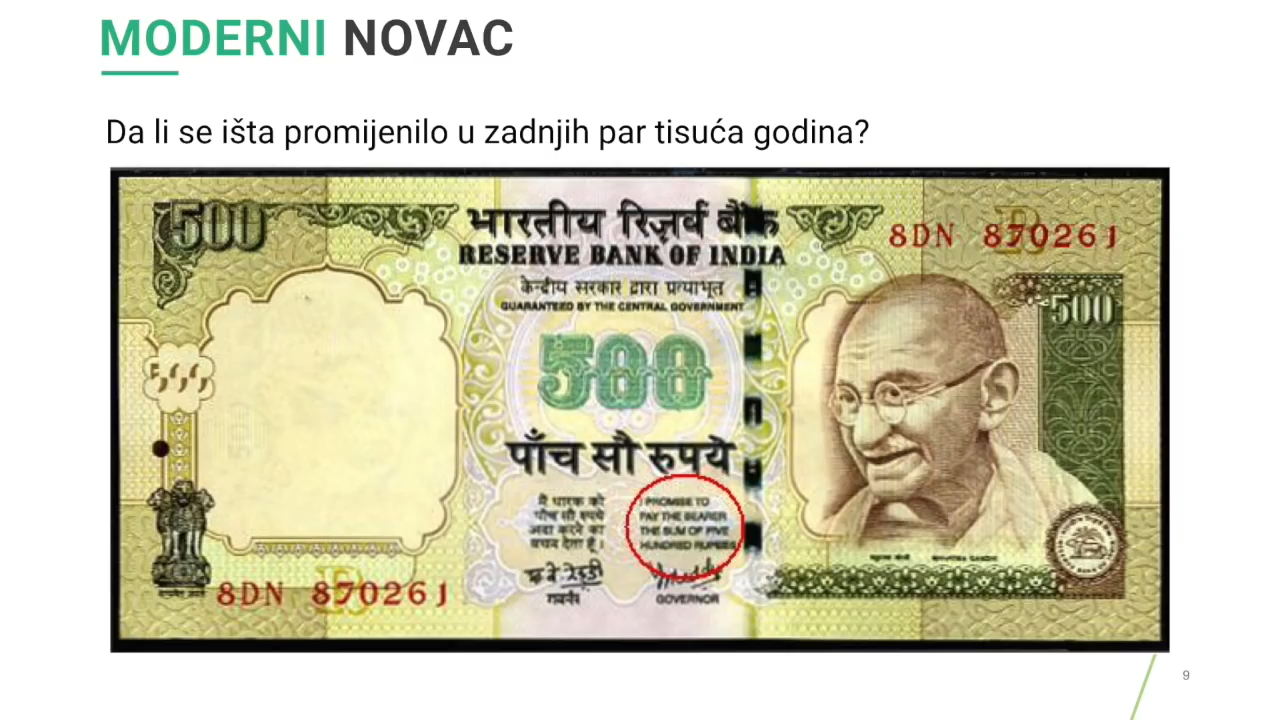 MODERNI NOVAC
Da li se išta promijenilo u zadnjih par tisuća godina?
500
भारतीय रिज़र्व बैंक
RESERVE BANK OF INDIA
8DN 870261
केन्द्रीय सरकार द्वारा प्रत्याभूत
GUARANTEED BY THE CENTRAL GOVERNMENT
500
500
पाँच सौ रुपये
मैं धारक को
पाँच सौ रुपये
अदा करने का
वचन देता हूँ ।
I PROMISE TO
PAY THE BEARER
THE SUM OF FIVE
HUNDRED RUPEES
8DN 870261
गवर्नर
GOVERNOR
MAHATMA GANDHI
9